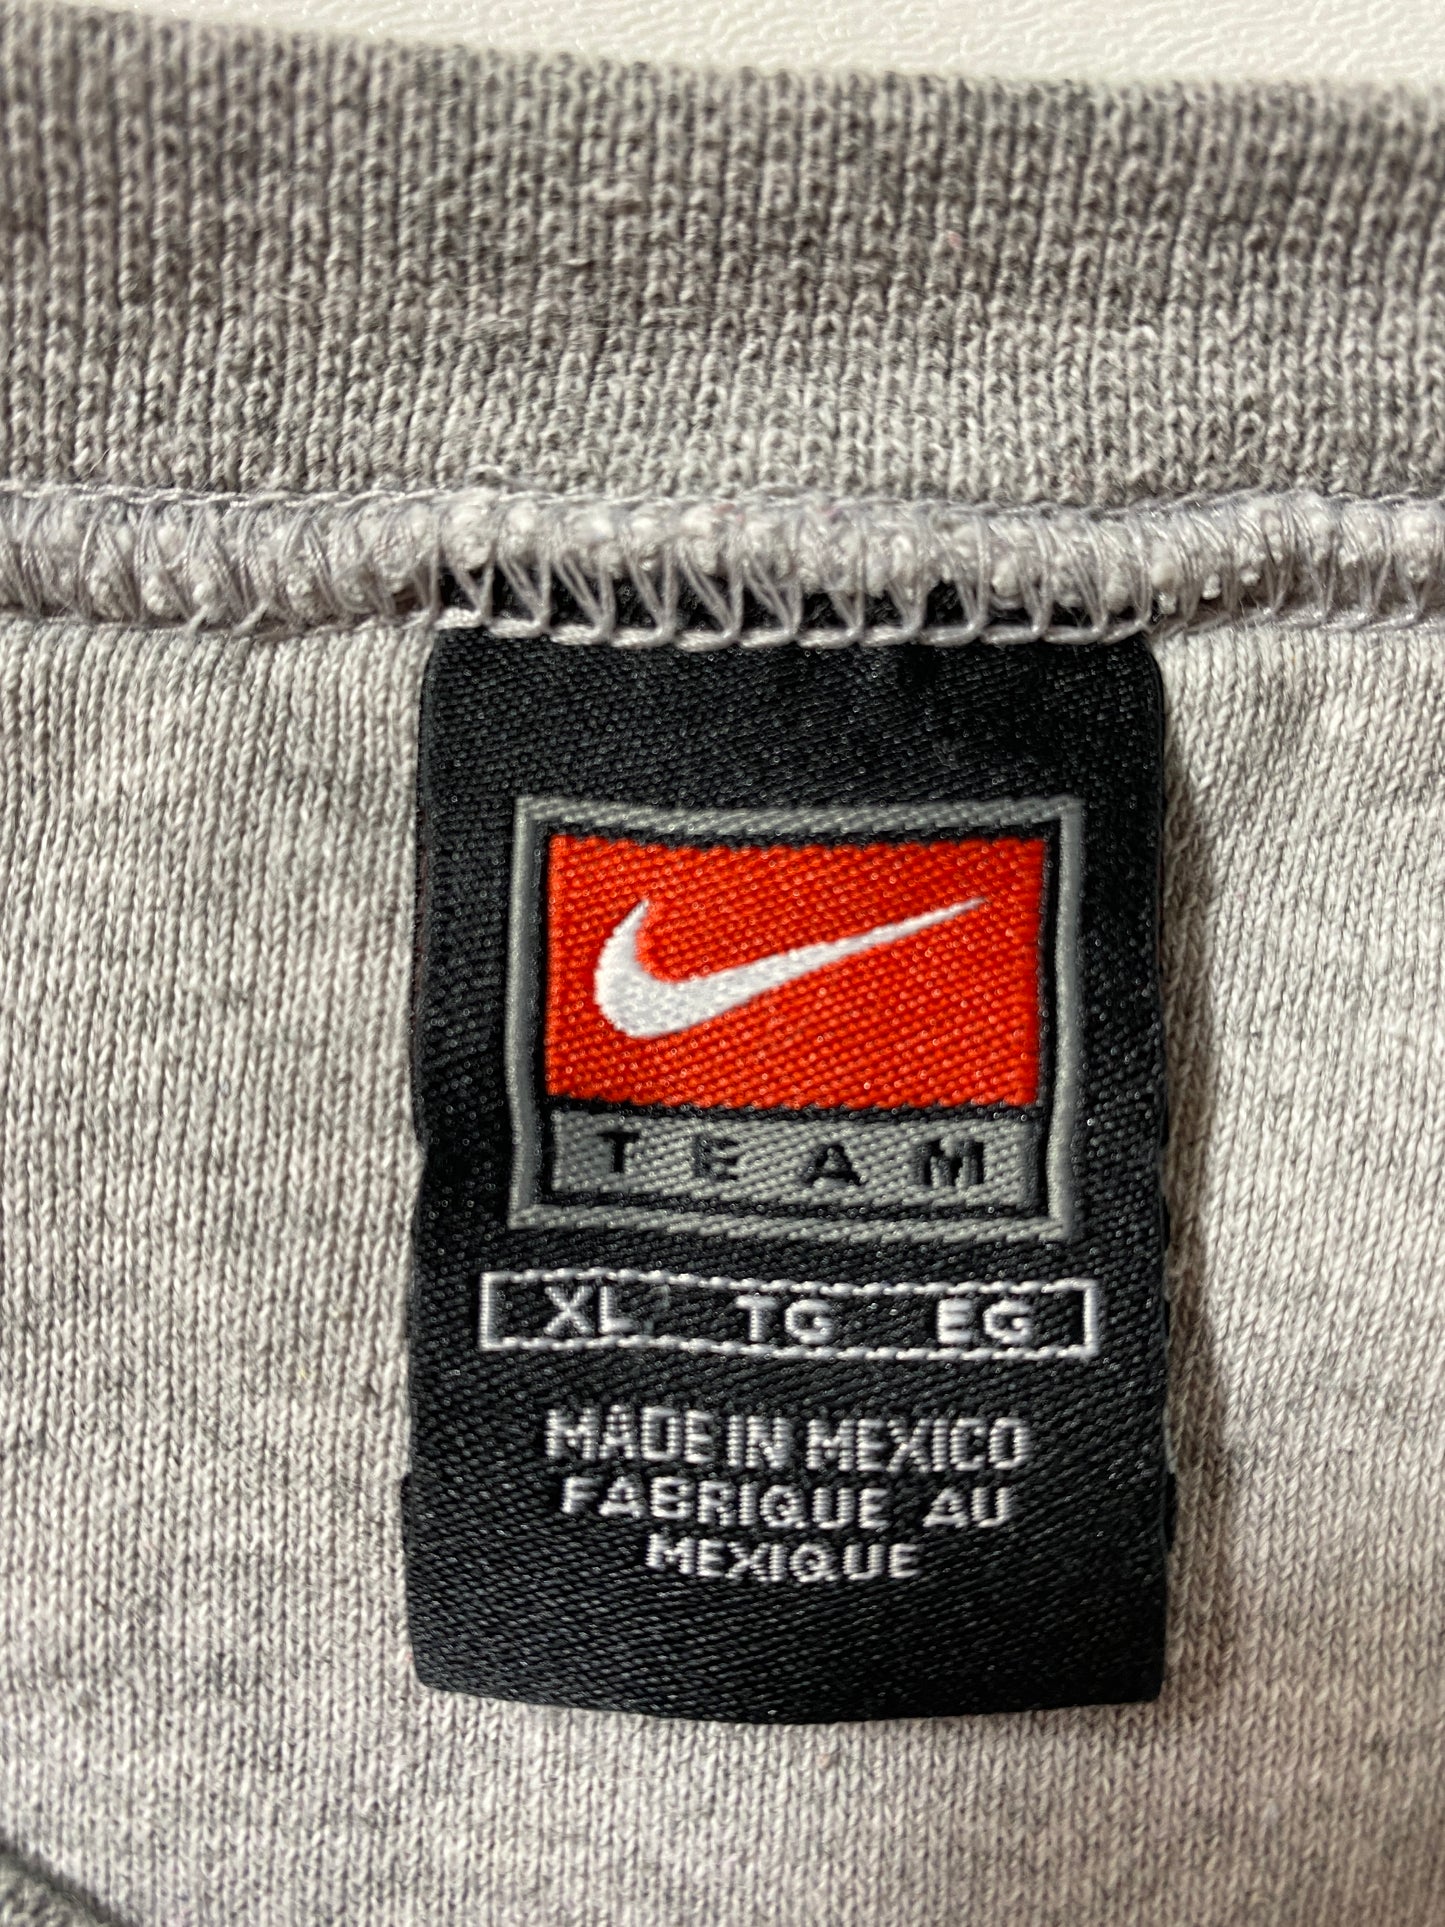 TEAM
XL TG EG
MADE IN MEXICO
FABRIQUE AU
MEXIQUE